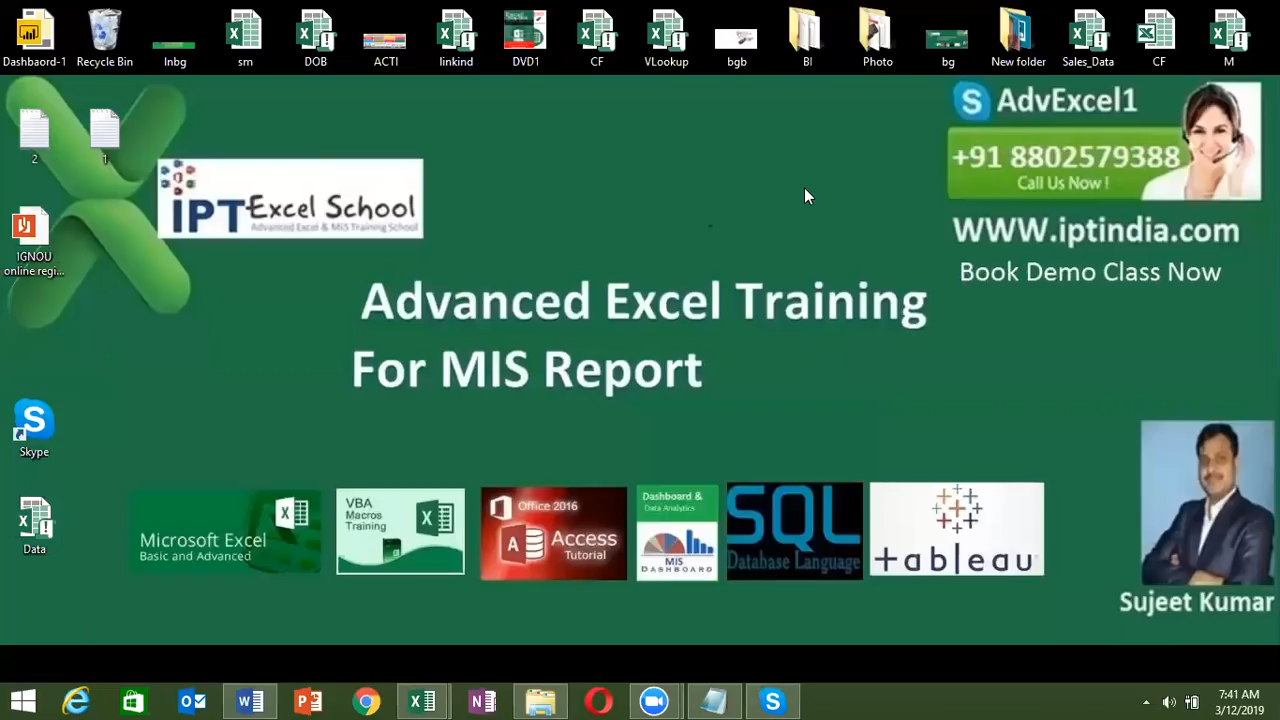 Dashbaord-1
Recycle Bin
Inbg
sm
DOB
ACTI
linkind
DVD1
CF
VLookup
bgb
BI
Photo
bg
New folder
Sales_Data
CF
M
2
1
IGNOU
online regi...
Skype
Data
IPT Excel School
Advanced Excel & MIS Training School
AdvExcel1
+91 8802579388
Call Us Now !
WWW.iptindia.com
Book Demo Class Now
Advanced Excel Training
For MIS Report
Microsoft Excel
Basic and Advanced
VBA
Macros
Training
Office 2016
Access
Tutorial
Dashboard &
Data Analytics
MIS
DASHBOARD
SQL
Database Language
+ableau
Sujeet Kumar
7:41 AM
3/12/2019